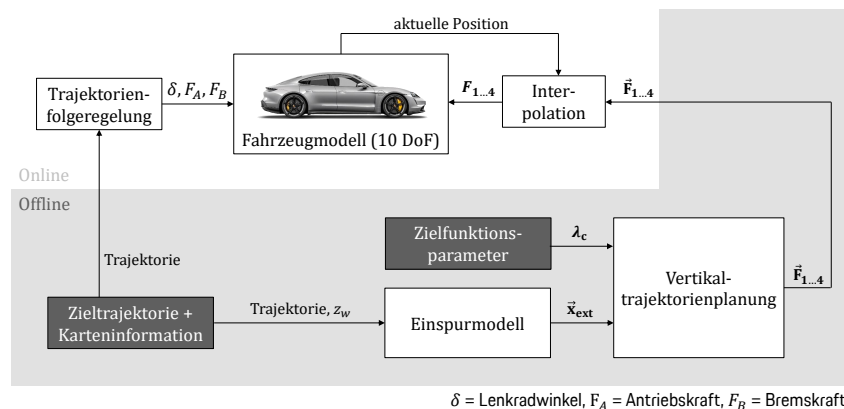 aktuelle Position
Trajektorien-
folgeregelung
δ, F_A, F_B
Fahrzeugmodell (10 DoF)
F_1…4
Inter-
polation
F⃗_1…4
Online
Offline
Trajektorie
Zielfunktions-
parameter
λ_c
Vertikal-
trajektorienplanung
F⃗_1…4
Zieltrajektorie +
Karteninformation
Trajektorie, z_w
Einspurmodell
x⃗_ext
δ = Lenkradwinkel, F_A = Antriebskraft, F_B = Bremskraft